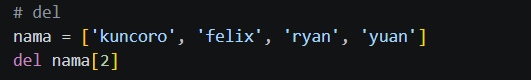 # del
nama = ['kuncoro', 'felix', 'ryan', 'yuan']
del nama[2]